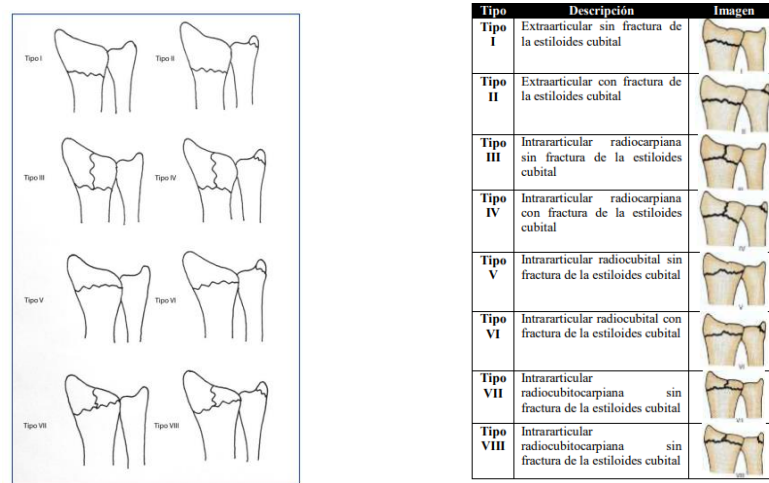 Tipo I
Tipo II
Tipo III
Tipo IV
Tipo V
Tipo VI
Tipo VII
Tipo VIII
Tipo Descripción Imagen
Tipo Extraarticular sin fractura de
I la estiloides cubital
Tipo Extraarticular con fractura de
II la estiloides cubital
Tipo Intrararticular radiocarpiana
III sin fractura de la estiloides
cubital
Tipo Intrararticular radiocarpiana
IV con fractura de la estiloides
cubital
Tipo Intrararticular radiocubital sin
V fractura de la estiloides cubital
Tipo Intrararticular radiocubital con
VI fractura de la estiloides cubital
Tipo Intrararticular
VII radiocubitocarpiana sin
fractura de la estiloides cubital
Tipo Intrararticular
VIII radiocubitocarpiana sin
fractura de la estiloides cubital